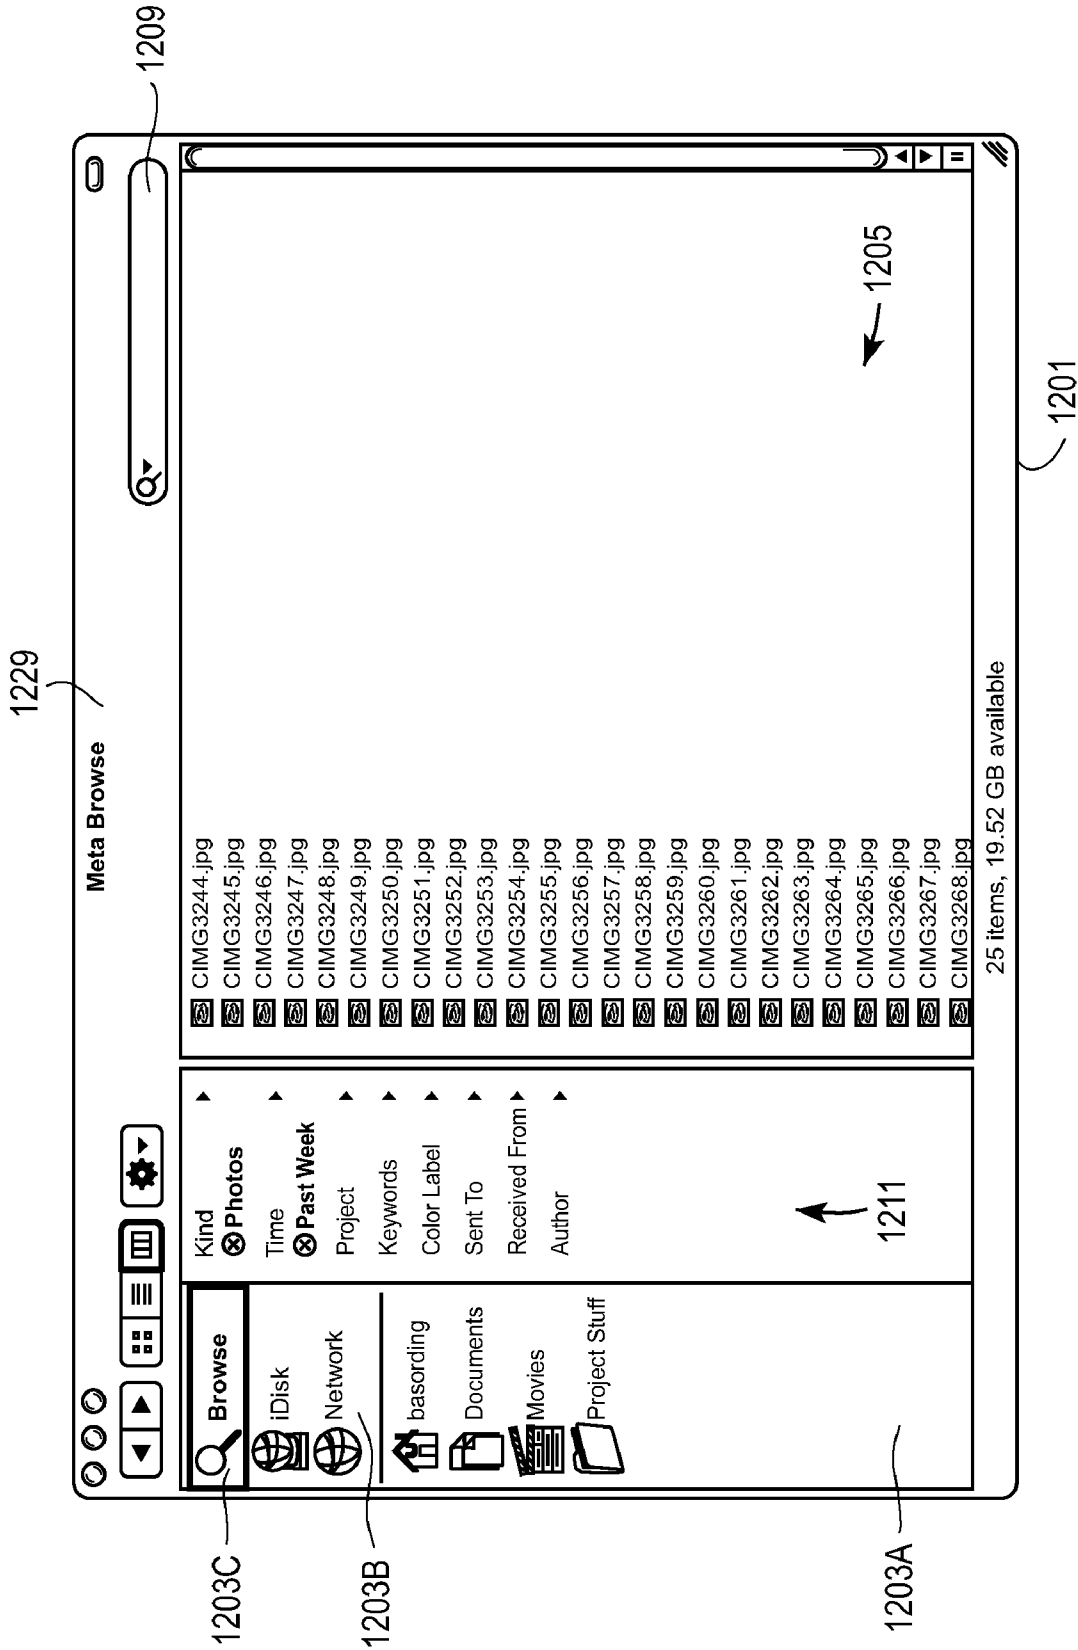 1229
1209
Meta Browse
1203C
Browse
iDisk
Network
1203B
basording
Documents
Movies
Project Stuff
1203A
Kind
Photos
Time
Past Week
Project
Keywords
Color Label
Sent To
Received From
Author
1211
CIMG3244.jpg
CIMG3245.jpg
CIMG3246.jpg
CIMG3247.jpg
CIMG3248.jpg
CIMG3249.jpg
CIMG3250.jpg
CIMG3251.jpg
CIMG3252.jpg
CIMG3253.jpg
CIMG3254.jpg
CIMG3255.jpg
CIMG3256.jpg
CIMG3257.jpg
CIMG3258.jpg
CIMG3259.jpg
CIMG3260.jpg
CIMG3261.jpg
CIMG3262.jpg
CIMG3263.jpg
CIMG3264.jpg
CIMG3265.jpg
CIMG3266.jpg
CIMG3267.jpg
CIMG3268.jpg
1205
25 items, 19.52 GB available
1201